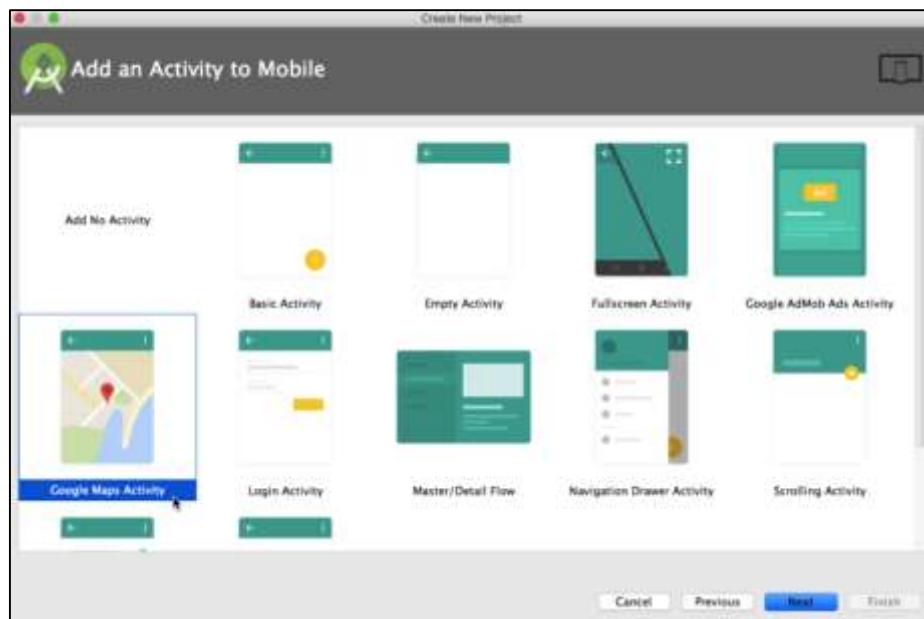 Create New Project
Add an Activity to Mobile
Add No Activity
Basic Activity
Empty Activity
Fullscreen Activity
Ad
Google AdMob Ads Activity
Google Maps Activity
Login Activity
Master/Detail Flow
Navigation Drawer Activity
Scrolling Activity
Cancel
Previous
Next
Finish